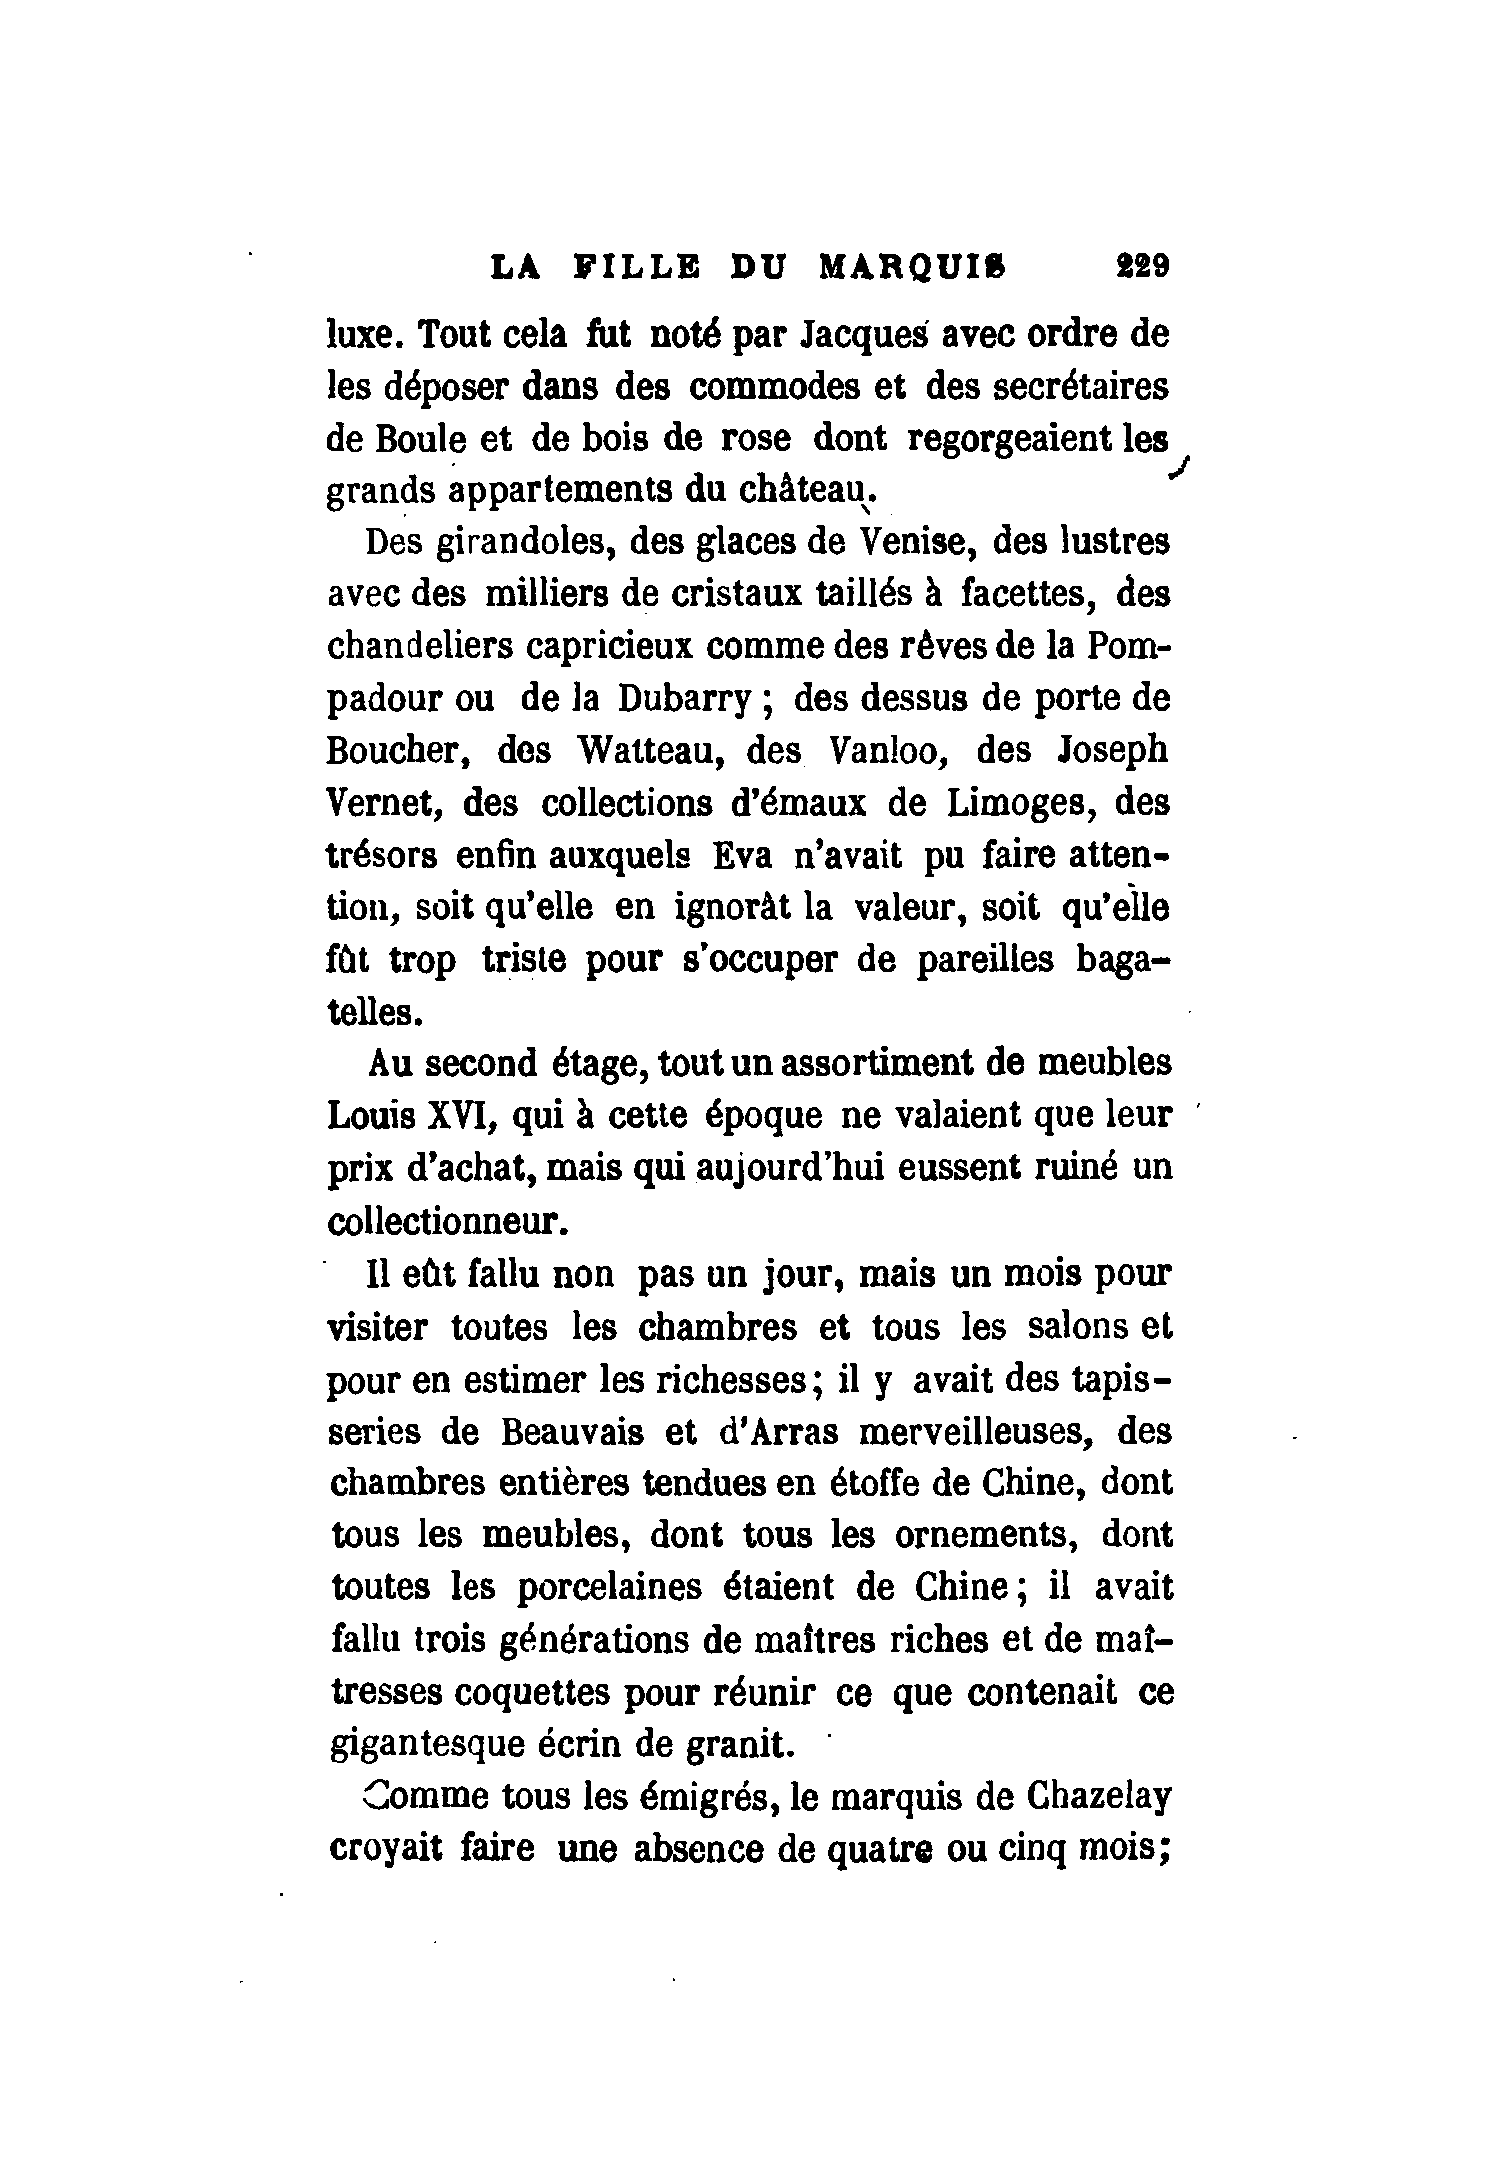 LA FILLE DU MARQUIS 229
luxe. Tout cela fut noté par Jacques avec ordre de
les déposer dans des commodes et des secrétaires
de Boule et de bois de rose dont regorgeaient les
grands appartements du château.
Des girandoles, des glaces de Venise, des lustres
avec des milliers de cristaux taillés à facettes, des
chandeliers capricieux comme des rêves de la Pom-
padour ou de la Dubarry ; des dessus de porte de
Boucher, des Watteau, des Vanloo, des Joseph
Vernet, des collections d'émaux de Limoges, des
trésors enfin auxquels Eva n'avait pu faire atten-
tion, soit qu'elle en ignorât la valeur, soit qu'elle
fût trop triste pour s'occuper de pareilles baga-
telles.
Au second étage, tout un assortiment de meubles
Louis XVI, qui à cette époque ne valaient que leur
prix d'achat, mais qui aujourd'hui eussent ruiné un
collectionneur.
Il eût fallu non pas un jour, mais un mois pour
visiter toutes les chambres et tous les salons et
pour en estimer les richesses ; il y avait des tapis-
series de Beauvais et d'Arras merveilleuses, des
chambres entières tendues en étoffe de Chine, dont
tous les meubles, dont tous les ornements, dont
toutes les porcelaines étaient de Chine ; il avait
fallu trois générations de maîtres riches et de maî-
tresses coquettes pour réunir ce que contenait ce
gigantesque écrin de granit.
Comme tous les émigrés, le marquis de Chazelay
croyait faire une absence de quatre ou cinq mois;